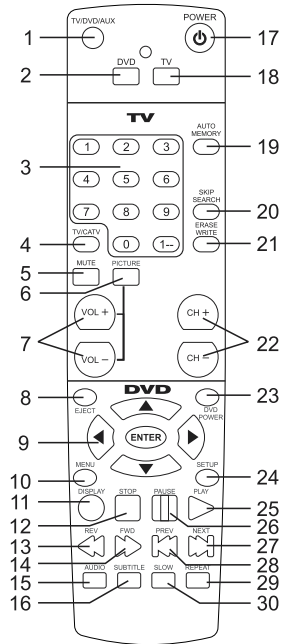 TV/DVD/AUX
POWER
1
17
2
DVD
TV
18
TV
1 2 3
AUTO
MEMORY
19
3
4 5 6
7 8 9
SKIP
SEARCH
20
4
TV/CATV
0 1--
ERASE
WRITE
21
5
MUTE
PICTURE
6
7
VOL +
CH +
22
VOL −
CH −
DVD
8
EJECT
DVD
POWER
23
9
ENTER
10
MENU
SETUP
24
11
DISPLAY
STOP
PAUSE
PLAY
25
12
26
REV
FWD
PREV
NEXT
13
27
14
28
15
AUDIO
SUBTITLE
SLOW
REPEAT
29
16
30